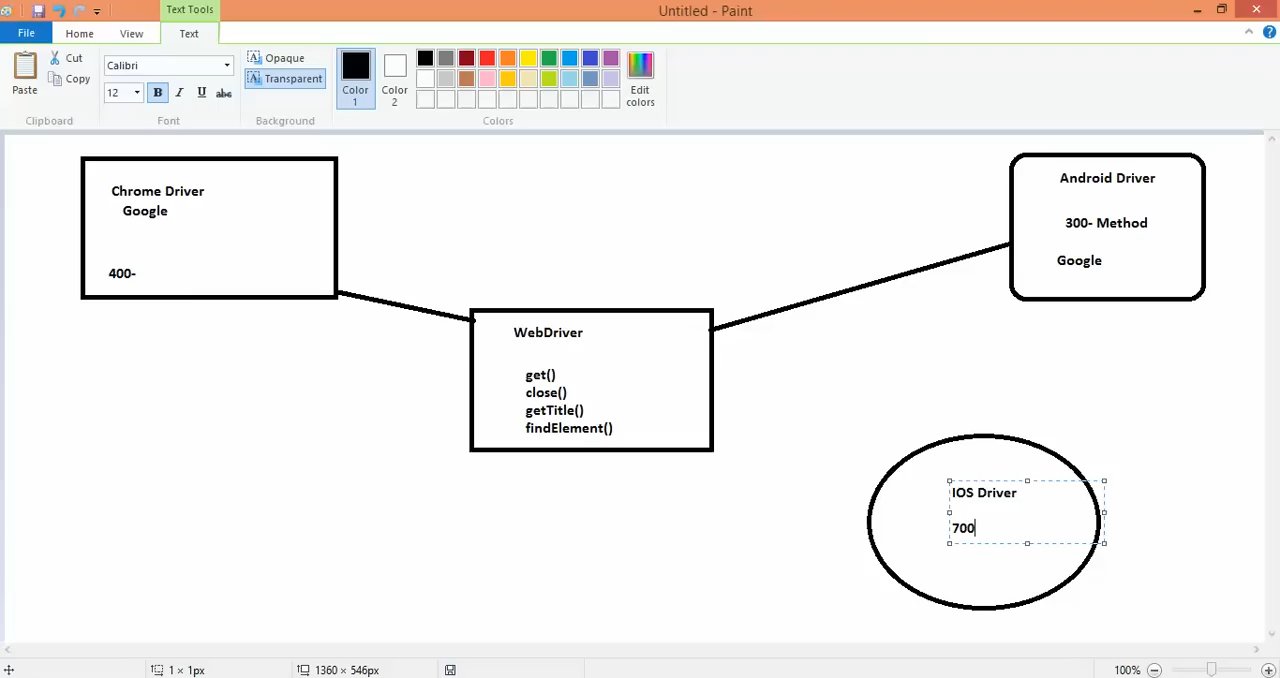 Text Tools
Untitled - Paint
File
Home
View
Text
Paste
Cut
Copy
Clipboard
Calibri
12
B
I
U
abc
Font
A Opaque
A Transparent
Background
Color
1
Color
2
Edit
colors
Colors
Chrome Driver
Google
400-
Android Driver
300- Method
Google
WebDriver
get()
close()
getTitle()
findElement()
IOS Driver
700
1 × 1px
1360 × 546px
100%